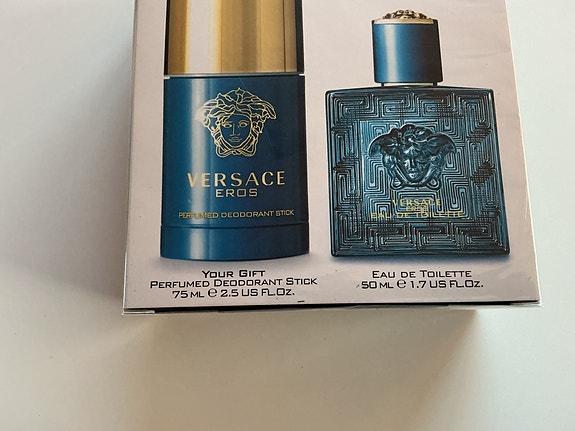 VERSACE
EROS
PERFUMED DEODORANT STICK
VERSACE
EROS
EAU DE TOILETTE
YOUR GIFT
PERFUMED DEODORANT STICK
75 ML ℮ 2.5 US FL.OZ.
EAU DE TOILETTE
50 ML ℮ 1.7 US FL.OZ.